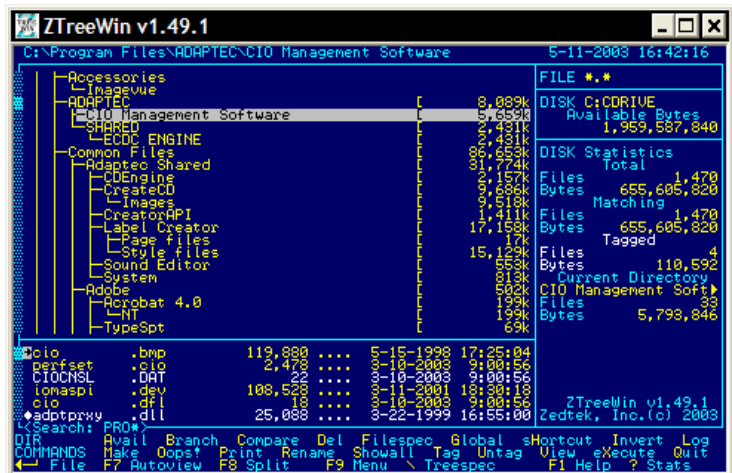 ZTreeWin v1.49.1
C:\Program Files\ADAPTEC\CIO Management Software 5-11-2003 16:42:16
Accessories
Imagevue
ADAPTEC [ 8,089k
CIO Management Software [ 5,659k
SHARED [ 2,431k
ECDC ENGINE [ 2,431k
Common Files [ 86,653k
Adaptec Shared [ 31,774k
CDEngine [ 2,157k
CreateCD [ 9,686k
Images [ 9,518k
CreatorAPI [ 1,411k
Label Creator [ 17,158k
Page files [ 17k
Style files [ 15,129k
Sound Editor [ 553k
System [ 813k
Adobe [ 502k
Acrobat 4.0 [ 199k
NT [ 199k
TypeSpt [ 69k
FILE *.*
DISK C:CDRIVE
Available Bytes
1,959,587,840
DISK Statistics
Total
Files 1,470
Bytes 655,605,820
Matching
Files 1,470
Bytes 655,605,820
Tagged
Files 4
Bytes 110,592
Current Directory
CIO Management Soft
Files 33
Bytes 5,793,846
cio .bmp 119,880 .... 5-15-1998 17:25:04
perfset .cio 2,478 .... 3-10-2003 9:00:56
CIOCNSL .DAT 22 .... 3-10-2003 9:00:56
iomaspi .dev 108,528 .... 3-11-2001 18:30:18
cio .dfl 18 .... 3-10-2003 9:00:56
adptprxy .dll 25,088 .... 3-22-1999 16:55:00
ZTreeWin v1.49.1
Zedtek, Inc.(c) 2003
<Search: PRO*>
DIR Avail Branch Compare Del Filespec Global sHortcut Invert Log
COMMANDS Make Oops! Print Rename Showall Tag Untag View eXecute Quit
File F7 Autoview F8 Split F9 Menu \ Treespec F1 Help ? Stats